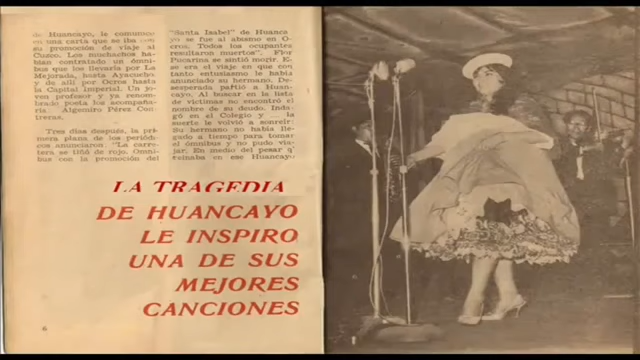 de Huancayo, le comunicó
en una carta que se iba con
su promoción de viaje al
Cuzco. Los muchachos ha-
bían contratado un ómni-
bus que los llevaría por La
Mejorada, hasta Ayacucho
y de allí por Ocros hasta
la Capital Imperial. Un jo-
ven profesor y ya renom-
brado poeta los acompaña-
ría. Algemiro Pérez Con-
treras.
Tres días después, la pri-
mera plana de los periódi-
cos anunciaron: "La carre-
tera se tiñó de rojo. Omni-
bus con la promoción del
"Santa Isabel" de Huanca-
yo se fue al abismo en O-
cros. Todos los ocupantes
resultaron muertos". Flor
Pucarina se sintió morir. E-
se era el viaje en que con
tanto entusiasmo le había
anunciado su hermano. De-
sesperada partió a Huan-
cayo. Al buscar en la lista
de víctimas no encontró el
nombre de su deudo. Inda-
gó en el Colegio y ... la
suerte le volvió a sonreír:
Su hermano no había lle-
gado a tiempo para tomar
el ómnibus y no pudo via-
jar. En medio del pesar q'
reinaba en ese Huancayo
LA TRAGEDIA
DE HUANCAYO
LE INSPIRO
UNA DE SUS
MEJORES
CANCIONES
6